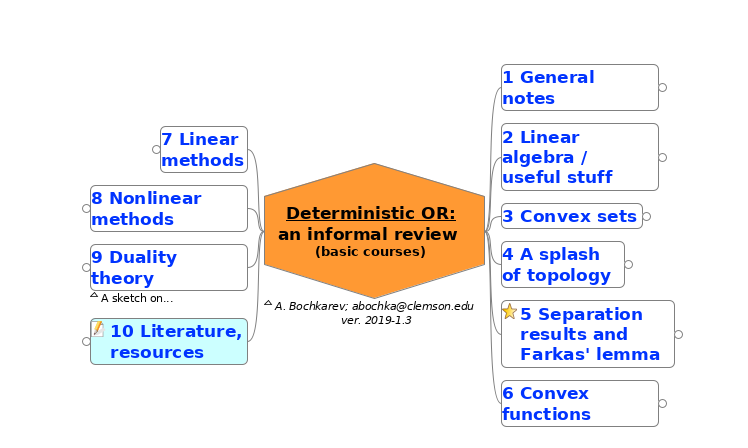 Deterministic OR:
an informal review
(basic courses)
A. Bochkarev; abochka@clemson.edu
ver. 2019-1.3
1 General
notes
2 Linear
algebra /
useful stuff
3 Convex sets
4 A splash
of topology
5 Separation
results and
Farkas' lemma
6 Convex
functions
7 Linear
methods
8 Nonlinear
methods
9 Duality
theory
A sketch on...
10 Literature,
resources